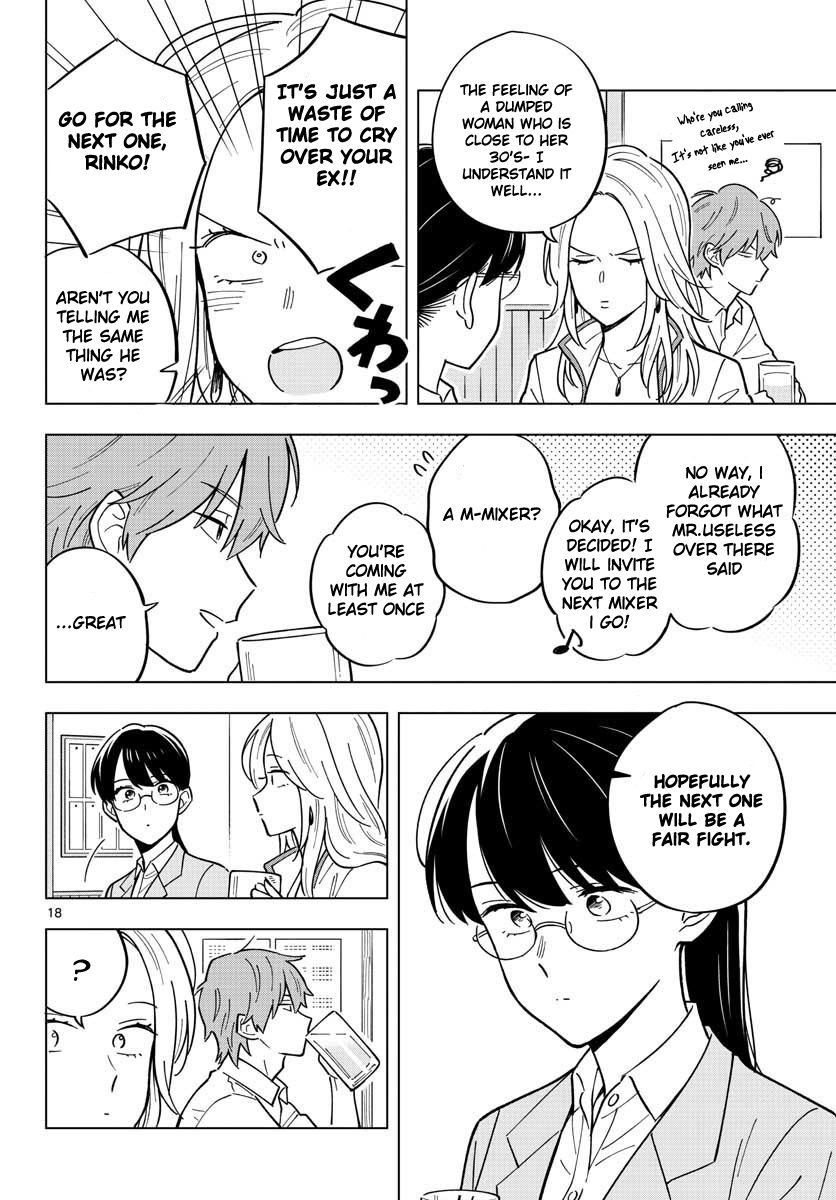 THE FEELING OF
A DUMPED
WOMAN WHO IS
CLOSE TO HER
30'S- I
UNDERSTAND IT
WELL...
Who're you calling
careless,
It's not like you've ever
seen me...
IT'S JUST A
WASTE OF
TIME TO CRY
OVER YOUR
EX!!
GO FOR THE
NEXT ONE,
RINKO!
くわっ
AREN'T YOU
TELLING ME
THE SAME
THING HE
WAS?
NO WAY, I
ALREADY
FORGOT WHAT
MR.USELESS
OVER THERE
SAID
OKAY, IT'S
DECIDED! I
WILL INVITE
YOU TO THE
NEXT MIXER
I GO!
A M-MIXER?
YOU'RE
COMING
WITH ME AT
LEAST ONCE
...GREAT
HOPEFULLY
THE NEXT ONE
WILL BE A
FAIR FIGHT.
18
?